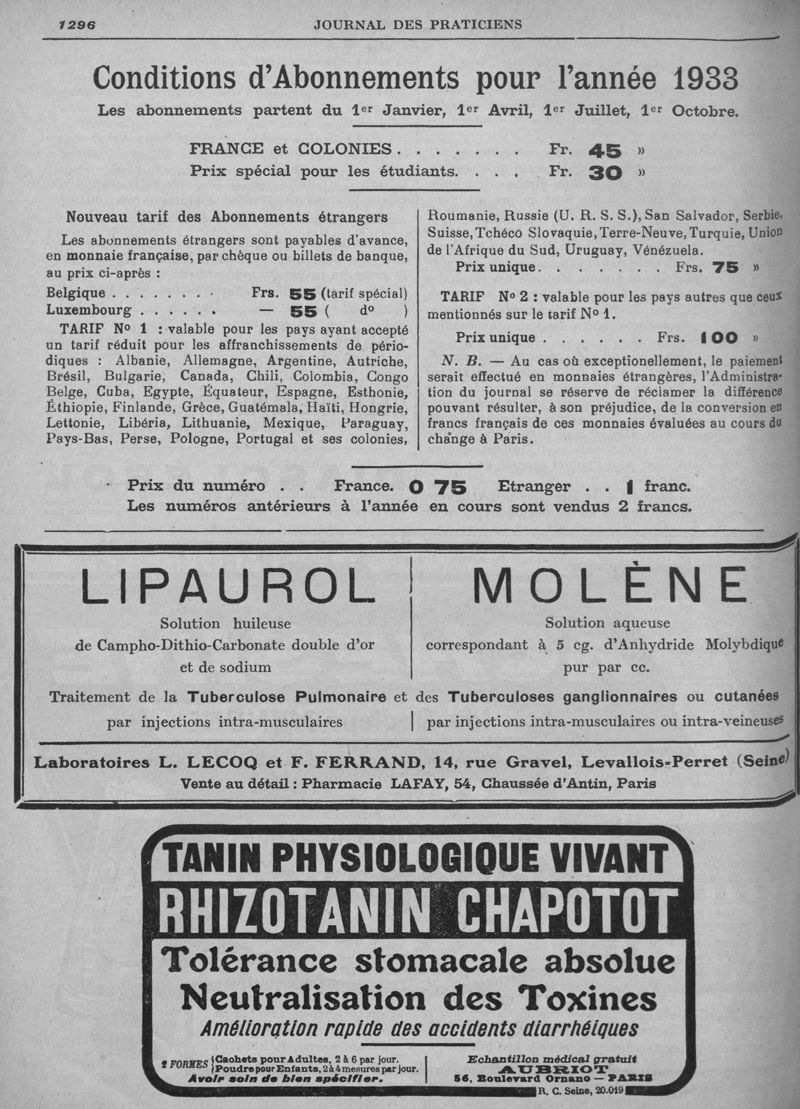 1296
JOURNAL DES PRATICIENS
Conditions d'Abonnements pour l'année 1933
Les abonnements partent du 1er Janvier, 1er Avril, 1er Juillet, 1er Octobre.
FRANCE et COLONIES . . . . . . . Fr. 45 »
Prix spécial pour les étudiants. . . . Fr. 30 »
Nouveau tarif des Abonnements étrangers
Les abonnements étrangers sont payables d'avance,
en monnaie française, par chèque ou billets de banque,
au prix ci-après :
Belgique . . . . . . . . Frs. 55 (tarif spécial)
Luxembourg . . . . . . — 55 ( do )
TARIF No 1 : valable pour les pays ayant accepté
un tarif réduit pour les affranchissements de pério-
diques : Albanie, Allemagne, Argentine, Autriche,
Brésil, Bulgarie, Canada, Chili, Colombia, Congo
Belge, Cuba, Egypte, Équateur, Espagne, Esthonie,
Éthiopie, Finlande, Grèce, Guatémala, Haïti, Hongrie,
Lettonie, Libéria, Lithuanie, Mexique, Paraguay,
Pays-Bas, Perse, Pologne, Portugal et ses colonies,
Roumanie, Russie (U. R. S. S.), San Salvador, Serbie,
Suisse, Tchéco Slovaquie, Terre-Neuve, Turquie, Union
de l'Afrique du Sud, Uruguay, Vénézuela.
Prix unique. . . . . . . . Frs. 75 »
TARIF No 2 : valable pour les pays autres que ceux
mentionnés sur le tarif No 1.
Prix unique . . . . . . Frs. 100 »
N. B. — Au cas où exceptionellement, le paiement
serait effectué en monnaies étrangères, l'Administra-
tion du journal se réserve de réclamer la différence
pouvant résulter, à son préjudice, de la conversion en
francs français de ces monnaies évaluées au cours du
change à Paris.
Prix du numéro . . France. 0 75 Etranger . . 1 franc.
Les numéros antérieurs à l'année en cours sont vendus 2 francs.
LIPAUROL
Solution huileuse
de Campho-Dithio-Carbonate double d'or
et de sodium
MOLÈNE
Solution aqueuse
correspondant à 5 cg. d'Anhydride Molybdique
pur par cc.
Traitement de la Tuberculose Pulmonaire et des Tuberculoses ganglionnaires ou cutanées
par injections intra-musculaires | par injections intra-musculaires ou intra-veineuses
Laboratoires L. LECOQ et F. FERRAND, 14, rue Gravel, Levallois-Perret (Seine)
Vente au détail : Pharmacie LAFAY, 54, Chaussée d'Antin, Paris
TANIN PHYSIOLOGIQUE VIVANT
RHIZOTANIN CHAPOTOT
Tolérance stomacale absolue
Neutralisation des Toxines
Amélioration rapide des accidents diarrhéiques
2 FORMES { Cachets pour Adultes, 2 à 6 par jour.
Poudre pour Enfants, 2 à 4 mesures par jour.
Avoir soin de bien spécifier.
Echantillon médical gratuit
AUBRIOT
56, Boulevard Ornano — PARIS
R. C. Seine, 20.019